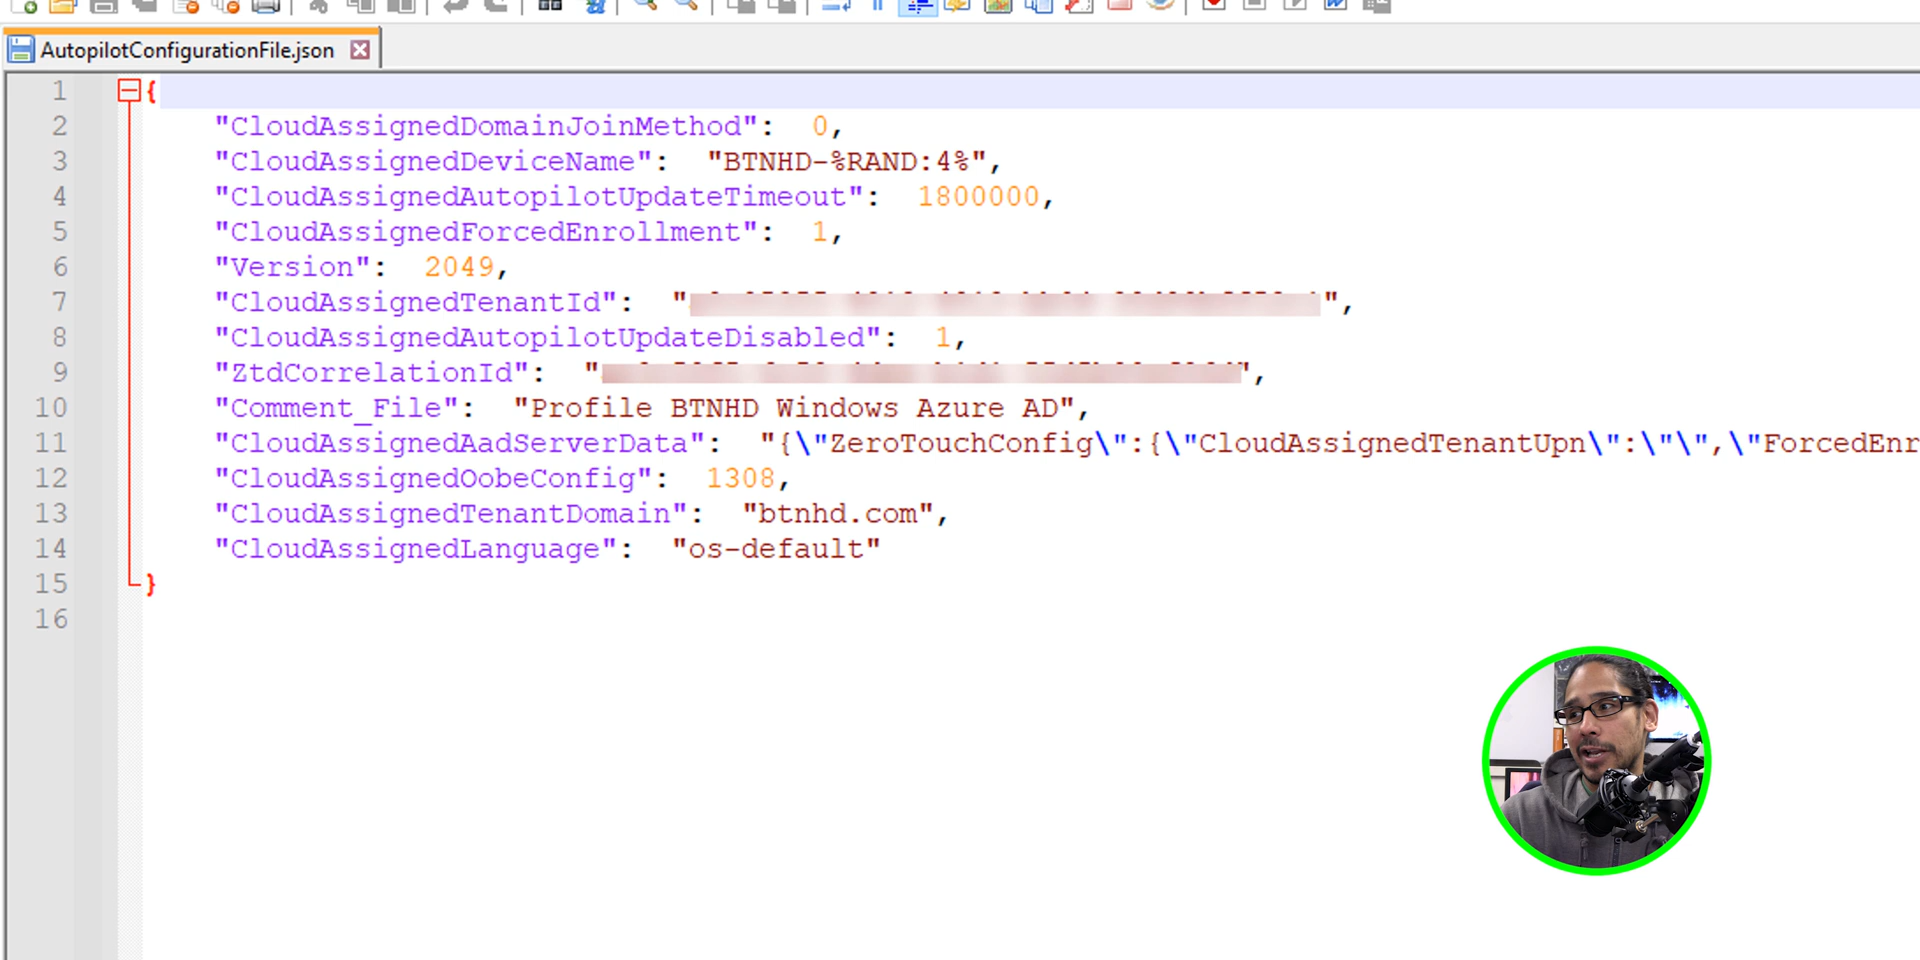 AutopilotConfigurationFile.json
1 {
2 "CloudAssignedDomainJoinMethod": 0,
3 "CloudAssignedDeviceName": "BTNHD-%RAND:4%",
4 "CloudAssignedAutopilotUpdateTimeout": 1800000,
5 "CloudAssignedForcedEnrollment": 1,
6 "Version": 2049,
7 "CloudAssignedTenantId": "",
8 "CloudAssignedAutopilotUpdateDisabled": 1,
9 "ZtdCorrelationId": "",
10 "Comment_File": "Profile BTNHD Windows Azure AD",
11 "CloudAssignedAadServerData": "{\"ZeroTouchConfig\":{\"CloudAssignedTenantUpn\":\"\",\"ForcedEnr
12 "CloudAssignedOobeConfig": 1308,
13 "CloudAssignedTenantDomain": "btnhd.com",
14 "CloudAssignedLanguage": "os-default"
15 }
16